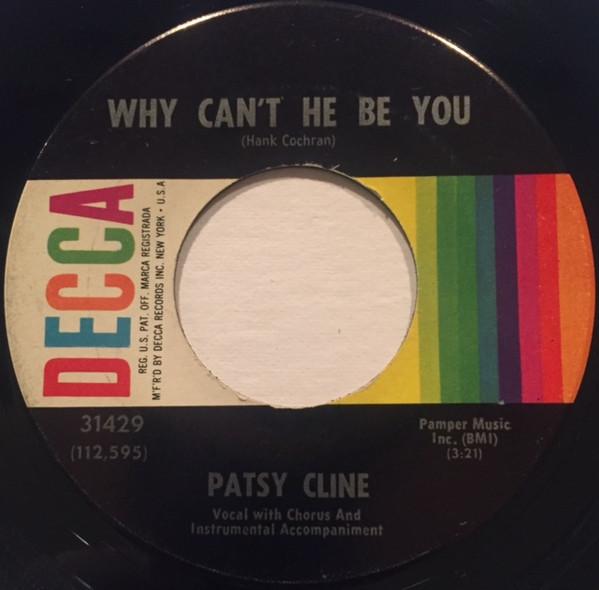 WHY CAN'T HE BE YOU
(Hank Cochran)
DECCA
REG. U.S. PAT. OFF. MARCA REGISTRADA
M'F'R'D BY DECCA RECORDS INC. NEW YORK • U.S.A
31429
(112,595)
Pamper Music
Inc. (BMI)
(3:21)
PATSY CLINE
Vocal with Chorus And
Instrumental Accompaniment